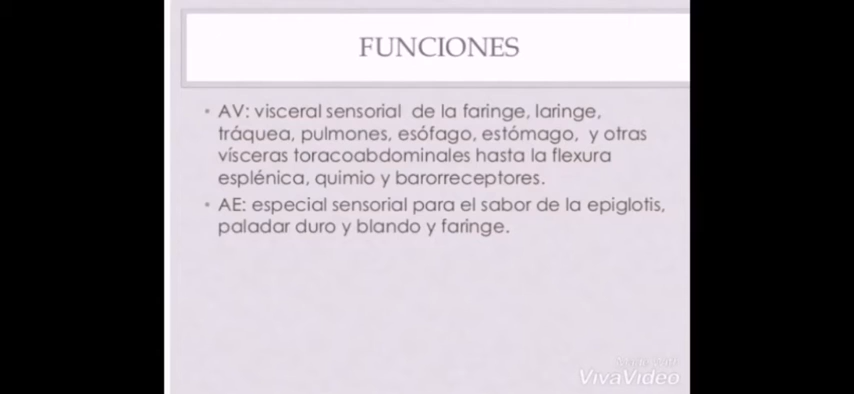 FUNCIONES
• AV: visceral sensorial de la faringe, laringe,
tráquea, pulmones, esófago, estómago, y otras
vísceras toracoabdominales hasta la flexura
esplénica, quimio y barorreceptores.
• AE: especial sensorial para el sabor de la epiglotis,
paladar duro y blando y faringe.
VivaVideo